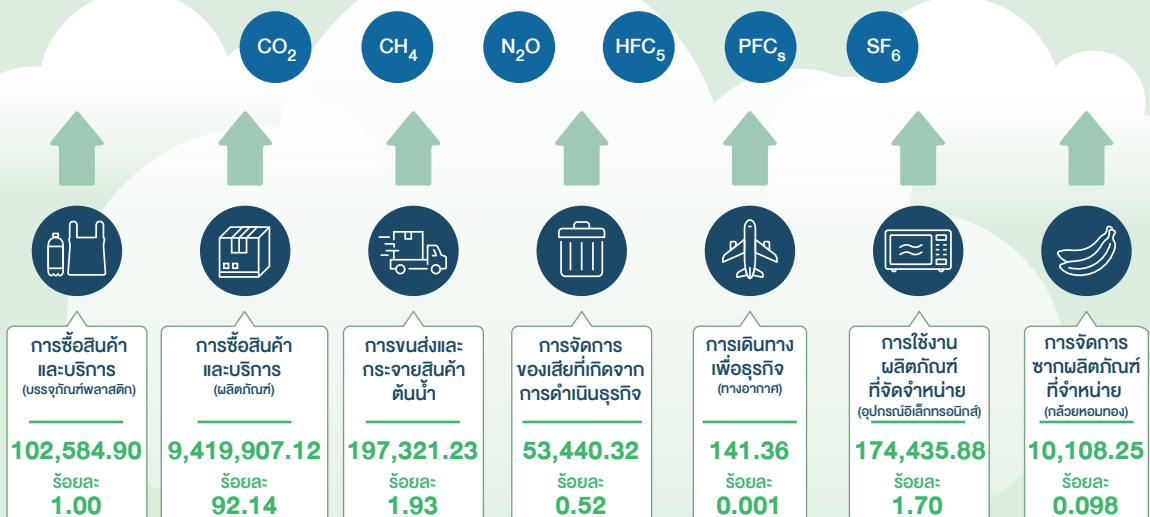 CO₂
CH₄
N₂O
HFC₅
PFCₛ
SF₆
การซื้อสินค้า
และบริการ
(บรรจุภัณฑ์พลาสติก)
102,584.90
ร้อยละ
1.00
การซื้อสินค้า
และบริการ
(ผลิตภัณฑ์)
9,419,907.12
ร้อยละ
92.14
การขนส่งและ
กระจายสินค้า
ต้นน้ำ
197,321.23
ร้อยละ
1.93
การจัดการ
ของเสียที่เกิดจาก
การดำเนินธุรกิจ
53,440.32
ร้อยละ
0.52
การเดินทาง
เพื่อธุรกิจ
(ทางอากาศ)
141.36
ร้อยละ
0.001
การใช้งาน
ผลิตภัณฑ์
ที่จัดจำหน่าย
(อุปกรณ์อิเล็กทรอนิกส์)
174,435.88
ร้อยละ
1.70
การจัดการ
ซากผลิตภัณฑ์
ที่จำหน่าย
(กล้วยหอมทอง)
10,108.25
ร้อยละ
0.098